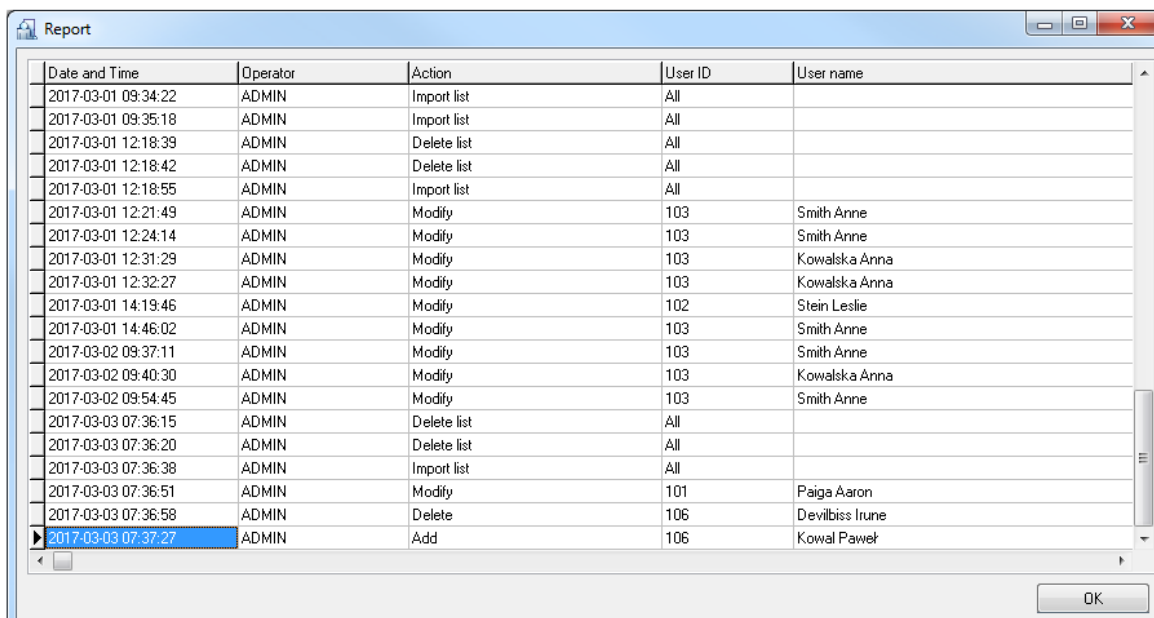 Report
Date and Time Operator Action User ID User name
2017-03-01 09:34:22 ADMIN Import list All
2017-03-01 09:35:18 ADMIN Import list All
2017-03-01 12:18:39 ADMIN Delete list All
2017-03-01 12:18:42 ADMIN Delete list All
2017-03-01 12:18:55 ADMIN Import list All
2017-03-01 12:21:49 ADMIN Modify 103 Smith Anne
2017-03-01 12:24:14 ADMIN Modify 103 Smith Anne
2017-03-01 12:31:29 ADMIN Modify 103 Kowalska Anna
2017-03-01 12:32:27 ADMIN Modify 103 Kowalska Anna
2017-03-01 14:19:46 ADMIN Modify 102 Stein Leslie
2017-03-01 14:46:02 ADMIN Modify 103 Smith Anne
2017-03-02 09:37:11 ADMIN Modify 103 Smith Anne
2017-03-02 09:40:30 ADMIN Modify 103 Kowalska Anna
2017-03-02 09:54:45 ADMIN Modify 103 Smith Anne
2017-03-03 07:36:15 ADMIN Delete list All
2017-03-03 07:36:20 ADMIN Delete list All
2017-03-03 07:36:38 ADMIN Import list All
2017-03-03 07:36:51 ADMIN Modify 101 Paiga Aaron
2017-03-03 07:36:58 ADMIN Delete 106 Devilbiss Irune
2017-03-03 07:37:27 ADMIN Add 106 Kowal Paweł
OK